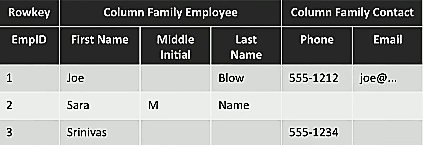 Rowkey Column Family Employee Column Family Contact
EmpID First Name Middle Initial Last Name Phone Email
1 Joe Blow 555-1212 joe@...
2 Sara M Name
3 Srinivas 555-1234